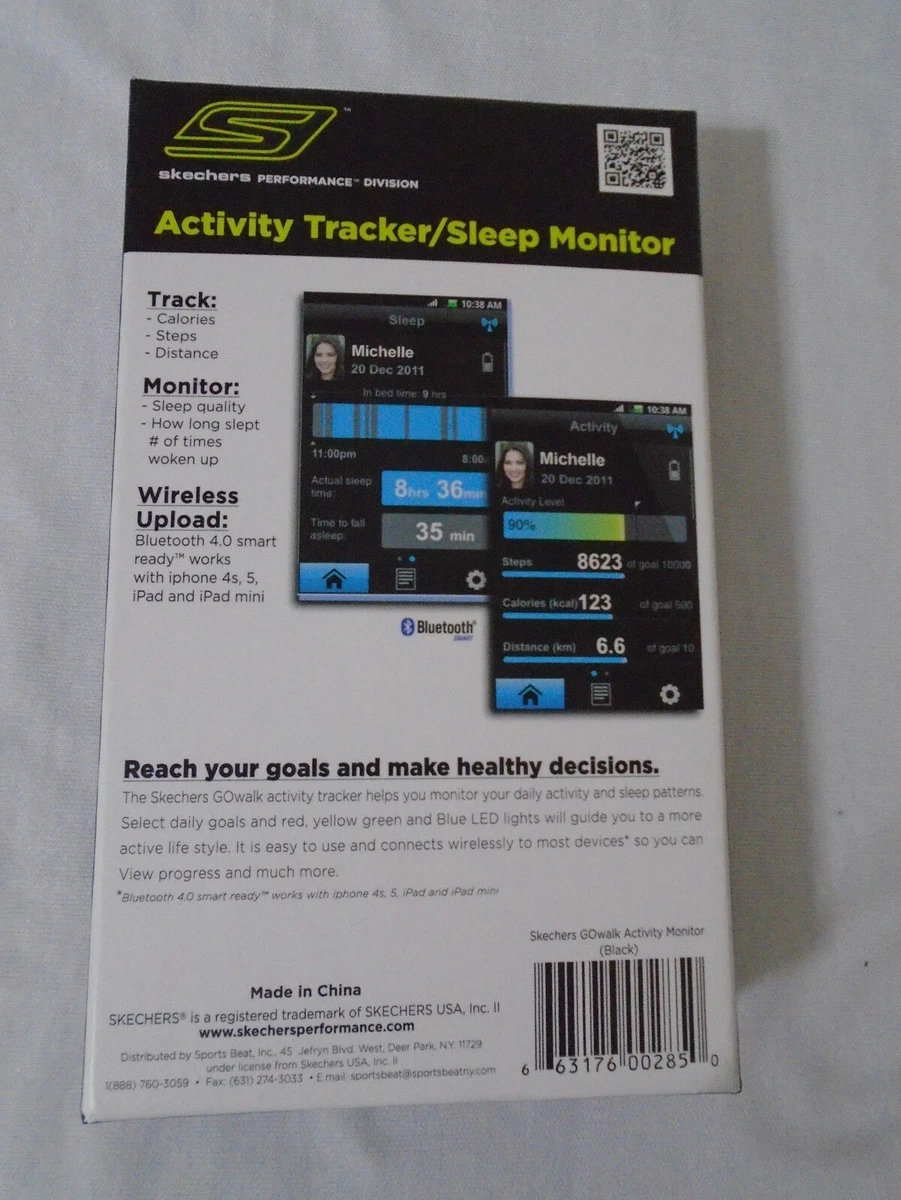 ™
skechers PERFORMANCE™ DIVISION
Activity Tracker/Sleep Monitor
Track:
- Calories
- Steps
- Distance
Monitor:
- Sleep quality
- How long slept
# of times
woken up
Wireless
Upload:
Bluetooth 4.0 smart
ready™ works
with iphone 4s, 5,
iPad and iPad mini
10:38 AM
Sleep
Michelle
20 Dec 2011
In bed time: 9 hrs
11:00pm
8:00
Actual sleep
time:
8hrs 36min
Time to fall
asleep:
35 min
Bluetooth®
SMART
10:38 AM
Activity
Michelle
20 Dec 2011
Activity Level
90%
Steps 8623 of goal 10000
Calories (kcal) 123 of goal 500
Distance (km) 6.6 of goal 10
Reach your goals and make healthy decisions.
The Skechers GOwalk activity tracker helps you monitor your daily activity and sleep patterns.
Select daily goals and red, yellow green and Blue LED lights will guide you to a more
active life style. It is easy to use and connects wirelessly to most devices* so you can
View progress and much more.
*Bluetooth 4.0 smart ready™ works with iphone 4s, 5, iPad and iPad mini
Skechers GOwalk Activity Monitor
(Black)
6 63176 00285 0
Made in China
SKECHERS® is a registered trademark of SKECHERS USA, Inc. II
www.skechersperformance.com
Distributed by Sports Beat, Inc., 45 Jefryn Blvd. West, Deer Park, NY 11729
under license from Skechers USA, Inc. II
1(888) 760-3059 • Fax: (631) 274-3033 • E.mail: sportsbeat@sportsbeatny.com